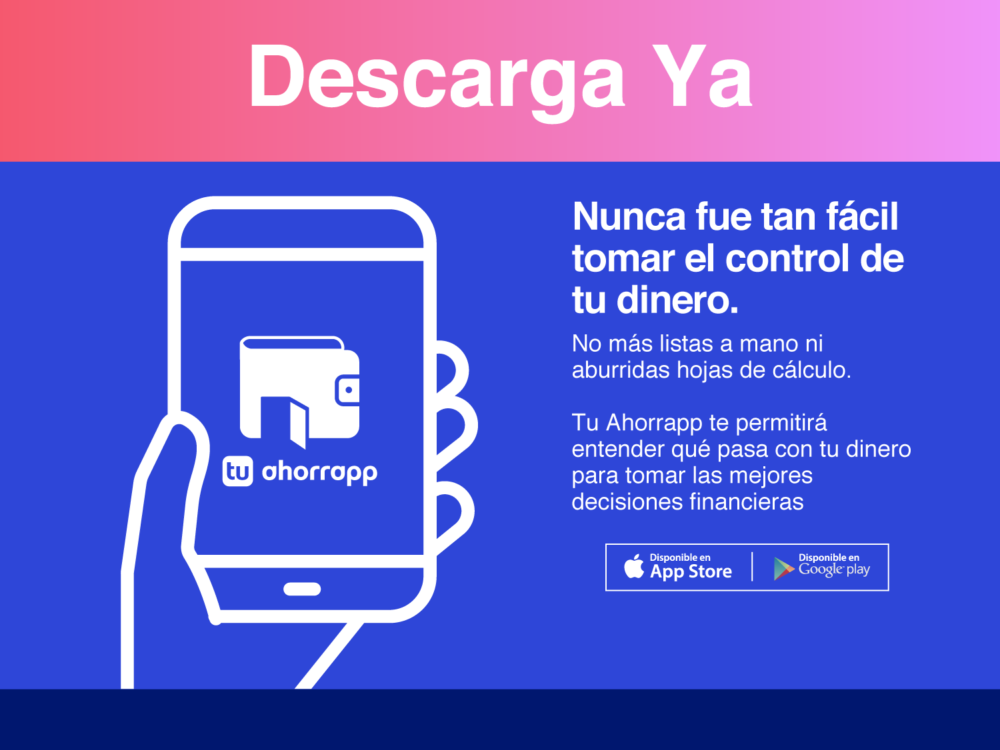 Descarga Ya
Nunca fue tan fácil
tomar el control de
tu dinero.
No más listas a mano ni
aburridas hojas de cálculo.
Tu Ahorrapp te permitirá
entender qué pasa con tu dinero
para tomar las mejores
decisiones financieras
tu ahorrapp
Disponible en
App Store
Disponible en
Google play